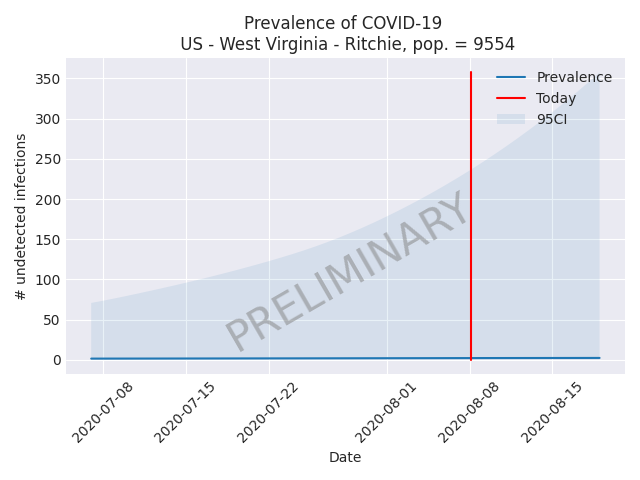 Prevalence of COVID-19
US - West Virginia - Ritchie, pop. = 9554
350
300
250
200
150
100
50
0
# undetected infections
Prevalence
Today
95CI
PRELIMINARY
2020-07-08
2020-07-15
2020-07-22
2020-08-01
2020-08-08
2020-08-15
Date